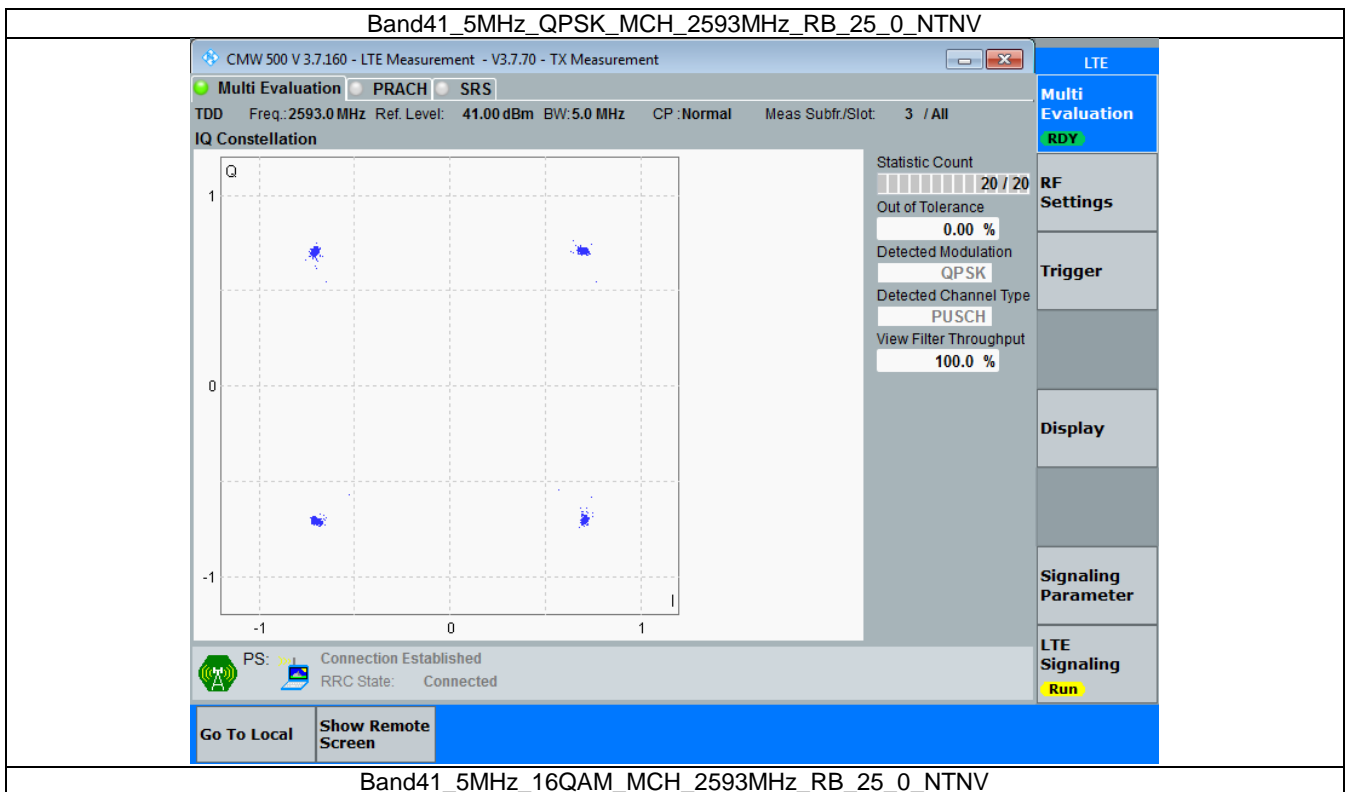 Band41_5MHz_QPSK_MCH_2593MHz_RB_25_0_NTNV
CMW 500 V 3.7.160 - LTE Measurement - V3.7.70 - TX Measurement
LTE
Multi Evaluation PRACH SRS
TDD Freq.: 2593.0 MHz Ref. Level: 41.00 dBm BW: 5.0 MHz CP : Normal Meas Subfr./Slot: 3 / All
IQ Constellation
Q
1
0
-1
I
-1 0 1
Statistic Count
20 / 20
Out of Tolerance
0.00 %
Detected Modulation
QPSK
Detected Channel Type
PUSCH
View Filter Throughput
100.0 %
Multi
Evaluation
RDY
RF
Settings
Trigger
Display
Signaling
Parameter
LTE
Signaling
Run
PS:
Connection Established
RRC State: Connected
Go To Local
Show Remote
Screen
Band41_5MHz_16QAM_MCH_2593MHz_RB_25_0_NTNV